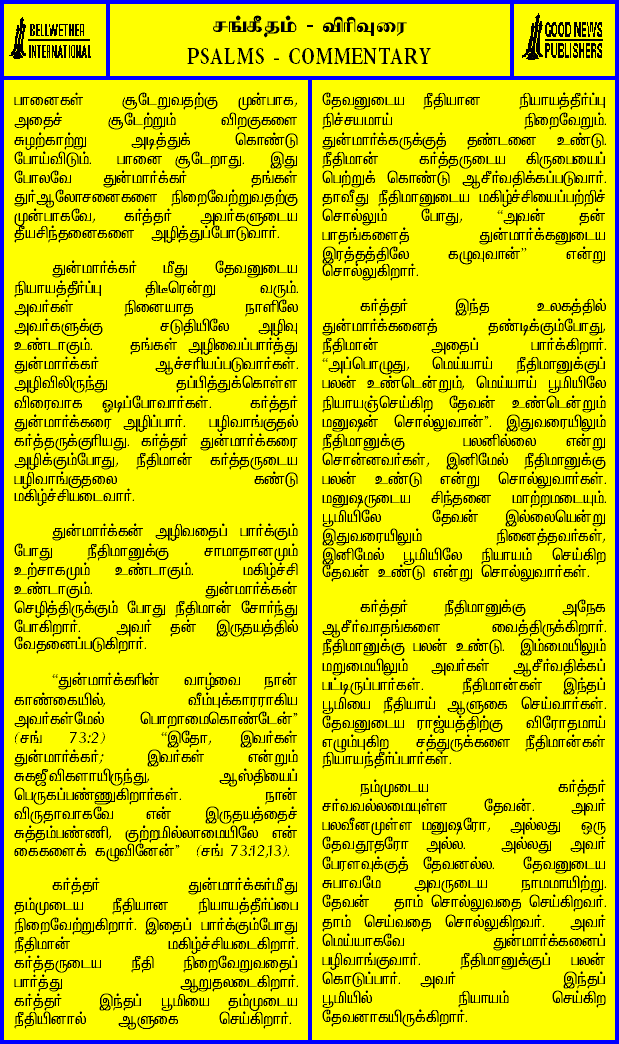 BELLWETHER
INTERNATIONAL
சங்கீதம் - விரிவுரை
PSALMS - COMMENTARY
GOOD NEWS
PUBLISHERS
பானைகள் சூடேறுவதற்கு முன்பாக,
அதைச் சூடேற்றும் விறகுகளை
சுழற்காற்று அடித்துக் கொண்டு
போய்விடும். பானை சூடேறாது. இது
போலவே துன்மார்க்கர் தங்கள்
துர்ஆலோசனைகளை நிறைவேற்றுவதற்கு
முன்பாகவே, கர்த்தர் அவர்களுடைய
தீயசிந்தனைகளை அழித்துப்போடுவார்.
துன்மார்க்கர் மீது தேவனுடைய
நியாயத்தீர்ப்பு திடீரென்று வரும்.
அவர்கள் நினையாத நாளிலே
அவர்களுக்கு சடுதியிலே அழிவு
உண்டாகும். தங்கள் அழிவைப்பார்த்து
துன்மார்க்கர் ஆச்சரியப்படுவார்கள்.
அழிவிலிருந்து தப்பித்துக்கொள்ள
விரைவாக ஓடிப்போவார்கள். கர்த்தர்
துன்மார்க்கரை அழிப்பார். பழிவாங்குதல்
கர்த்தருக்குரியது. கர்த்தர் துன்மார்க்கரை
அழிக்கும்போது, நீதிமான் கர்த்தருடைய
பழிவாங்குதலை கண்டு
மகிழ்ச்சியடைவார்.
துன்மார்க்கன் அழிவதைப் பார்க்கும்
போது நீதிமானுக்கு சாமாதானமும்
உற்சாகமும் உண்டாகும். மகிழ்ச்சி
உண்டாகும். துன்மார்க்கன்
செழித்திருக்கும் போது நீதிமான் சோர்ந்து
போகிறார். அவர் தன் இருதயத்தில்
வேதனைப்படுகிறார்.
“துன்மார்க்கரின் வாழ்வை நான்
காண்கையில், வீம்புக்காரராகிய
அவர்கள்மேல் பொறாமைகொண்டேன்”
(சங் 73:2) “இதோ, இவர்கள்
துன்மார்க்கர்; இவர்கள் என்றும்
சுகஜீவிகளாயிருந்து, ஆஸ்தியைப்
பெருகப்பண்ணுகிறார்கள். நான்
விருதாவாகவே என் இருதயத்தைச்
சுத்தம்பண்ணி, குற்றமில்லாமையிலே என்
கைகளைக் கழுவினேன்” (சங் 73:12,13).
கர்த்தர் துன்மார்க்கர்மீது
தம்முடைய நீதியான நியாயத்தீர்ப்பை
நிறைவேற்றுகிறார். இதைப் பார்க்கும்போது
நீதிமான் மகிழ்ச்சியடைகிறார்.
கர்த்தருடைய நீதி நிறைவேறுவதைப்
பார்த்து ஆறுதலடைகிறார்.
கர்த்தர் இந்தப் பூமியை தம்முடைய
நீதியினால் ஆளுகை செய்கிறார்.
தேவனுடைய நீதியான நியாயத்தீர்ப்பு
நிச்சயமாய் நிறைவேறும்.
துன்மார்க்கருக்குத் தண்டனை உண்டு.
நீதிமான் கர்த்தருடைய கிருபையைப்
பெற்றுக் கொண்டு ஆசீர்வதிக்கப்படுவார்.
தாவீது நீதிமானுடைய மகிழ்ச்சியைப்பற்றிச்
சொல்லும் போது, “அவன் தன்
பாதங்களைத் துன்மார்க்கனுடைய
இரத்தத்திலே கழுவுவான்” என்று
சொல்லுகிறார்.
கர்த்தர் இந்த உலகத்தில்
துன்மார்க்கனைத் தண்டிக்கும்போது,
நீதிமான் அதைப் பார்க்கிறார்.
“அப்பொழுது, மெய்யாய் நீதிமானுக்குப்
பலன் உண்டென்றும், மெய்யாய் பூமியிலே
நியாயஞ்செய்கிற தேவன் உண்டென்றும்
மனுஷன் சொல்லுவான்”. இதுவரையிலும்
நீதிமானுக்கு பலனில்லை என்று
சொன்னவர்கள், இனிமேல் நீதிமானுக்கு
பலன் உண்டு என்று சொல்லுவார்கள்.
மனுஷருடைய சிந்தனை மாற்றமடையும்.
பூமியிலே தேவன் இல்லையென்று
இதுவரையிலும் நினைத்தவர்கள்,
இனிமேல் பூமியிலே நியாயம் செய்கிற
தேவன் உண்டு என்று சொல்லுவார்கள்.
கர்த்தர் நீதிமானுக்கு அநேக
ஆசீர்வாதங்களை வைத்திருக்கிறார்.
நீதிமானுக்கு பலன் உண்டு. இம்மையிலும்
மறுமையிலும் அவர்கள் ஆசீர்வதிக்கப்
பட்டிருப்பார்கள். நீதிமான்கள் இந்தப்
பூமியை நீதியாய் ஆளுகை செய்வார்கள்.
தேவனுடைய ராஜ்யத்திற்கு விரோதமாய்
எழும்புகிற சத்துருக்களை நீதிமான்கள்
நியாயந்தீர்ப்பார்கள்.
நம்முடைய கர்த்தர்
சர்வவல்லமையுள்ள தேவன். அவர்
பலவீனமுள்ள மனுஷரோ, அல்லது ஒரு
தேவதூதரோ அல்ல. அல்லது அவர்
பேரளவுக்குத் தேவனல்ல. தேவனுடைய
சுபாவமே அவருடைய நாமமாயிற்று.
தேவன் தாம் சொல்லுவதை செய்கிறவர்.
தாம் செய்வதை சொல்லுகிறவர். அவர்
மெய்யாகவே துன்மார்க்கனைப்
பழிவாங்குவார். நீதிமானுக்குப் பலன்
கொடுப்பார். அவர் இந்தப்
பூமியில் நியாயம் செய்கிற
தேவனாகயிருக்கிறார்.